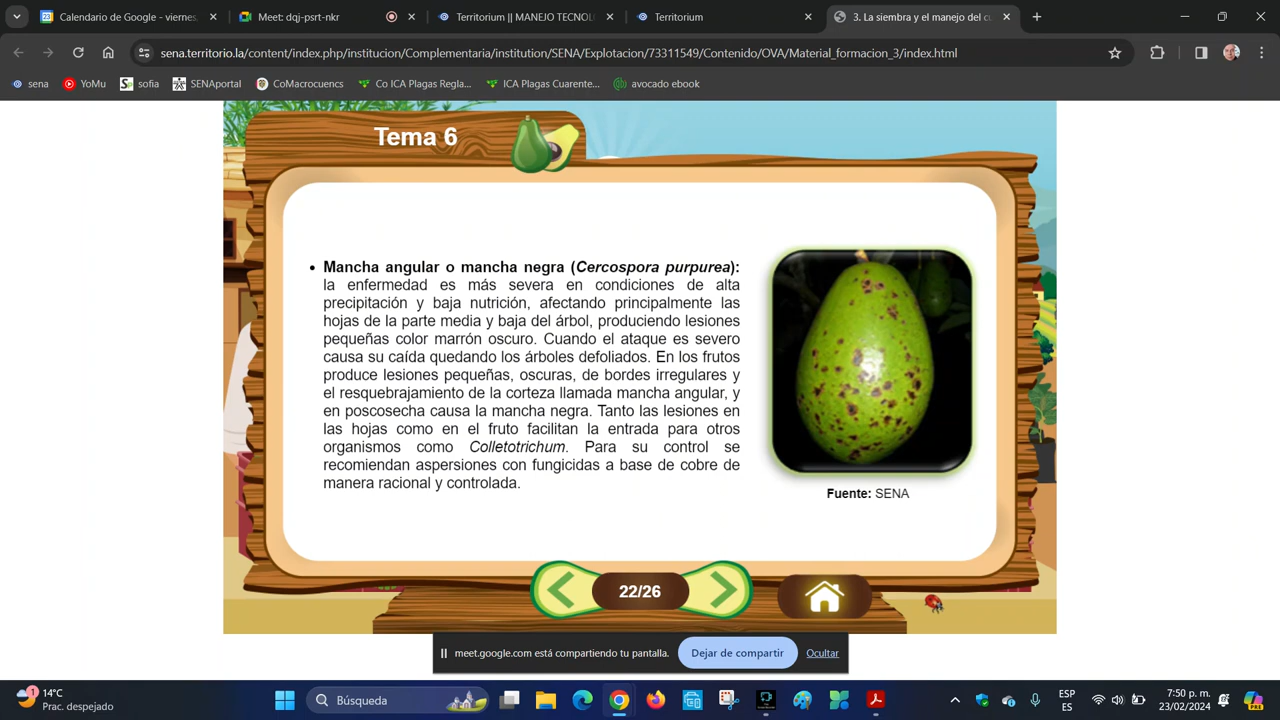 Calendario de Google - viernes,
Meet: dqj-psrt-nkr
Territorium || MANEJO TECNOL
Territorium
3. La siembra y el manejo del cu
sena.territorio.la/content/index.php/institucion/Complementaria/institution/SENA/Explotacion/73311549/Contenido/OVA/Material_formacion_3/index.html
sena
YoMu
sofia
SENAportal
CoMacrocuencs
Co ICA Plagas Regla...
ICA Plagas Cuarente...
avocado ebook
Tema 6
• Mancha angular o mancha negra (Cercospora purpurea):
la enfermedad es más severa en condiciones de alta
precipitación y baja nutrición, afectando principalmente las
hojas de la parte media y baja del árbol, produciendo lesiones
pequeñas color marrón oscuro. Cuando el ataque es severo
causa su caída quedando los árboles defoliados. En los frutos
produce lesiones pequeñas, oscuras, de bordes irregulares y
el resquebrajamiento de la corteza llamada mancha angular, y
en poscosecha causa la mancha negra. Tanto las lesiones en
las hojas como en el fruto facilitan la entrada para otros
organismos como Colletotrichum. Para su control se
recomiendan aspersiones con fungicidas a base de cobre de
manera racional y controlada.
Fuente: SENA
22/26
meet.google.com está compartiendo tu pantalla.
Dejar de compartir
Ocultar
14°C
Prac. despejado
Búsqueda
ESP
ES
7:50 p. m.
23/02/2024